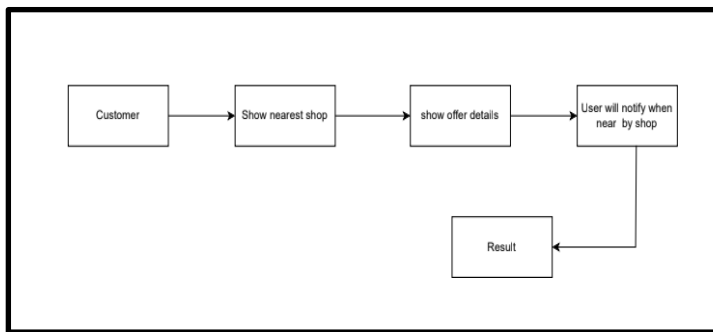 Customer
Show nearest shop
show offer details
User will notify when
near by shop
Result